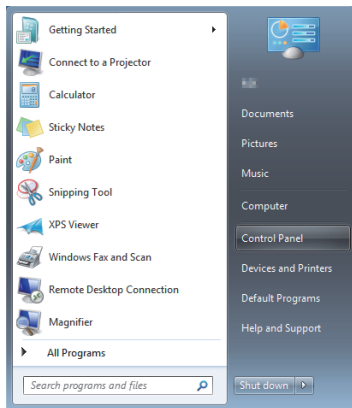 Getting Started
Connect to a Projector
Calculator
Sticky Notes
Paint
Snipping Tool
XPS Viewer
Windows Fax and Scan
Remote Desktop Connection
Magnifier
All Programs
Search programs and files
Documents
Pictures
Music
Computer
Control Panel
Devices and Printers
Default Programs
Help and Support
Shut down